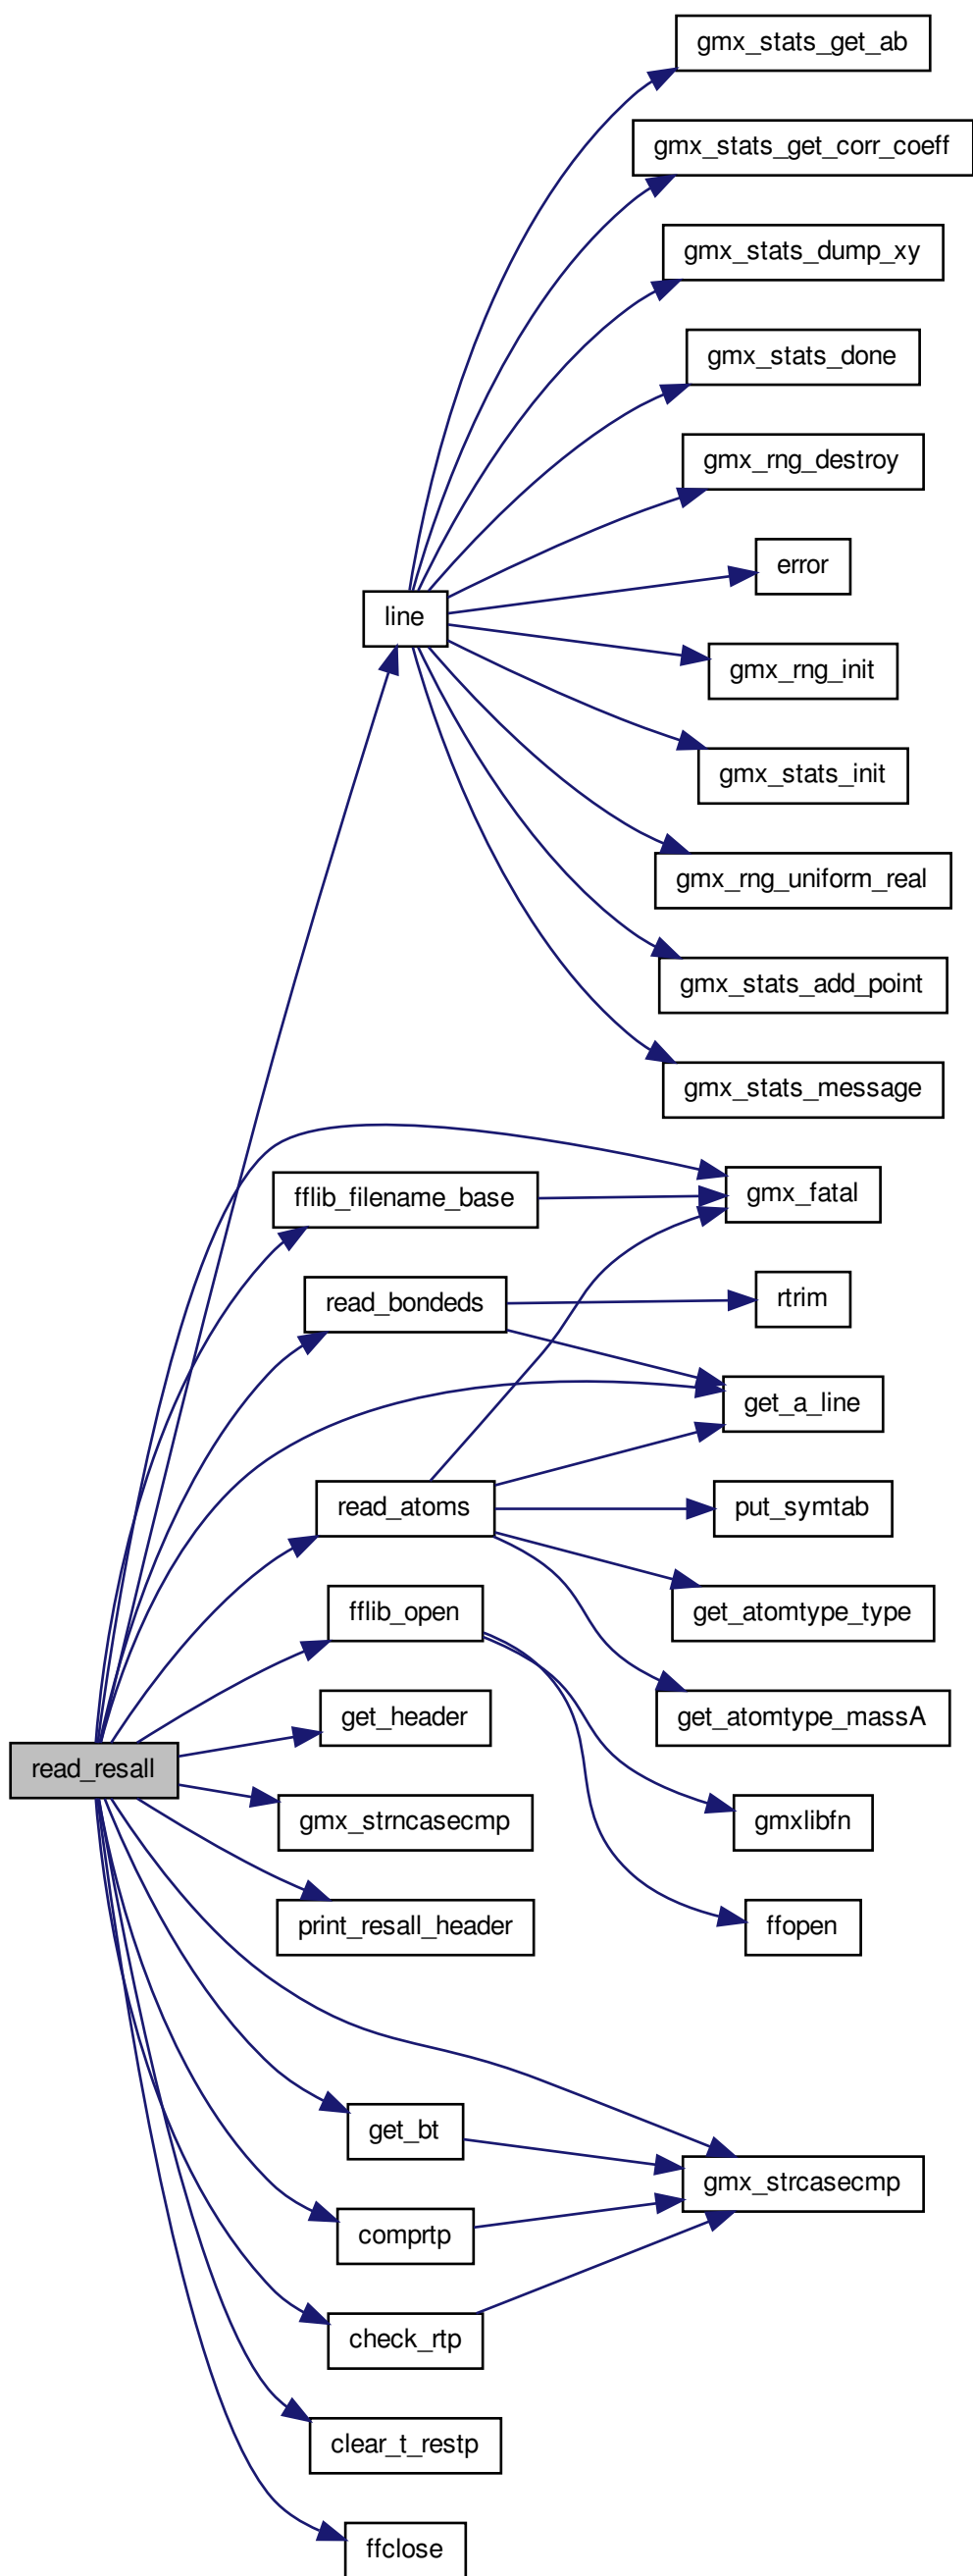 gmx_stats_get_ab
gmx_stats_get_corr_coeff
gmx_stats_dump_xy
gmx_stats_done
gmx_rng_destroy
error
line
gmx_rng_init
gmx_stats_init
gmx_rng_uniform_real
gmx_stats_add_point
gmx_stats_message
fflib_filename_base
gmx_fatal
read_bondeds
rtrim
get_a_line
read_atoms
put_symtab
fflib_open
get_atomtype_type
get_header
get_atomtype_massA
read_resall
gmx_strncasecmp
gmxlibfn
print_resall_header
ffopen
get_bt
gmx_strcasecmp
comprtp
check_rtp
clear_t_restp
ffclose